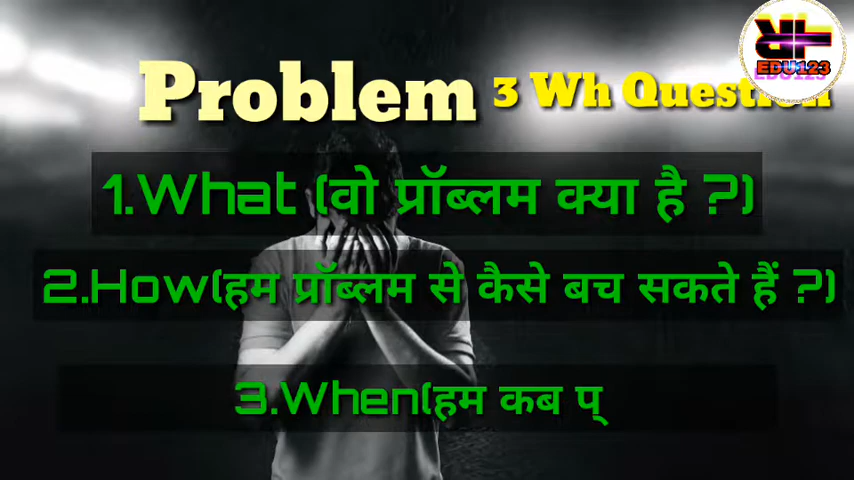 Problem 3 Wh Question
EDU123
1.What (वो प्रॉब्लम क्या है ?)
2.How(हम प्रॉब्लम से कैसे बच सकते हैं ?)
3.When(हम कब प्